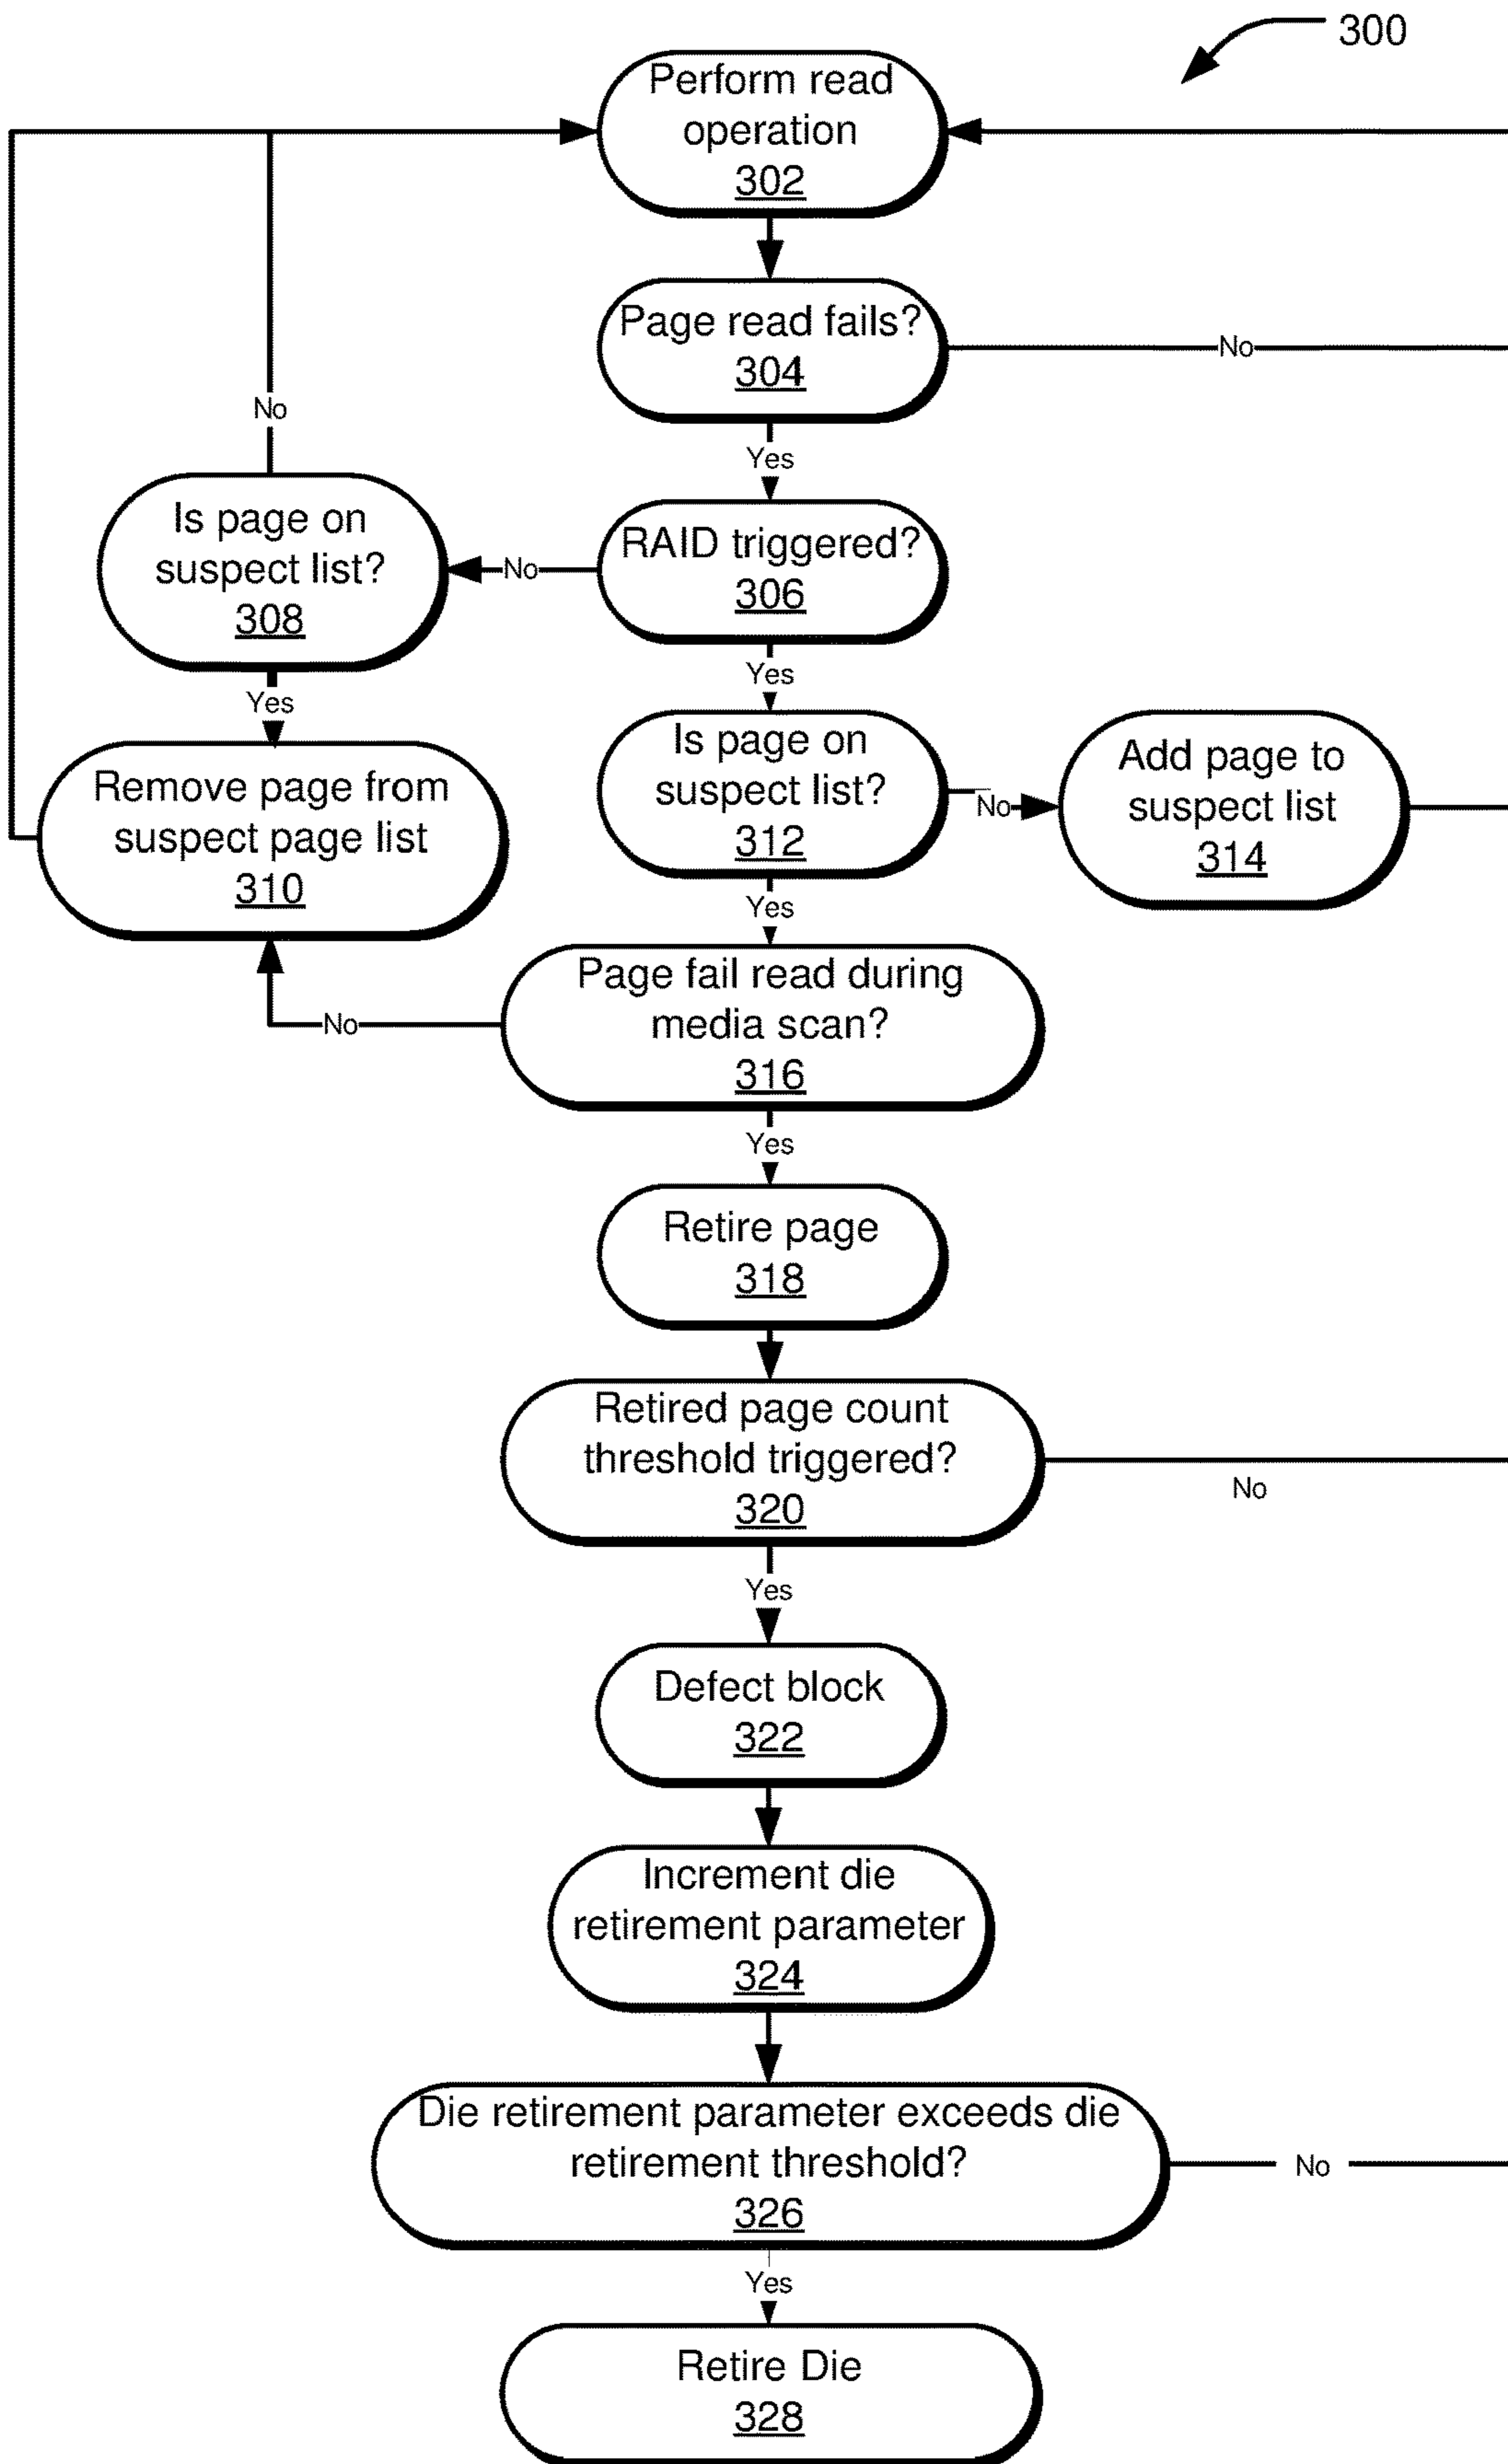 300
Perform read
operation
302
Page read fails?
304
No
Yes
No
Is page on
suspect list?
308
No
RAID triggered?
306
Yes
Yes
Is page on
suspect list?
312
No
Add page to
suspect list
314
Remove page from
suspect page list
310
Yes
Page fail read during
media scan?
316
No
Yes
Retire page
318
Retired page count
threshold triggered?
320
No
Yes
Defect block
322
Increment die
retirement parameter
324
Die retirement parameter exceeds die
retirement threshold?
326
No
Yes
Retire Die
328